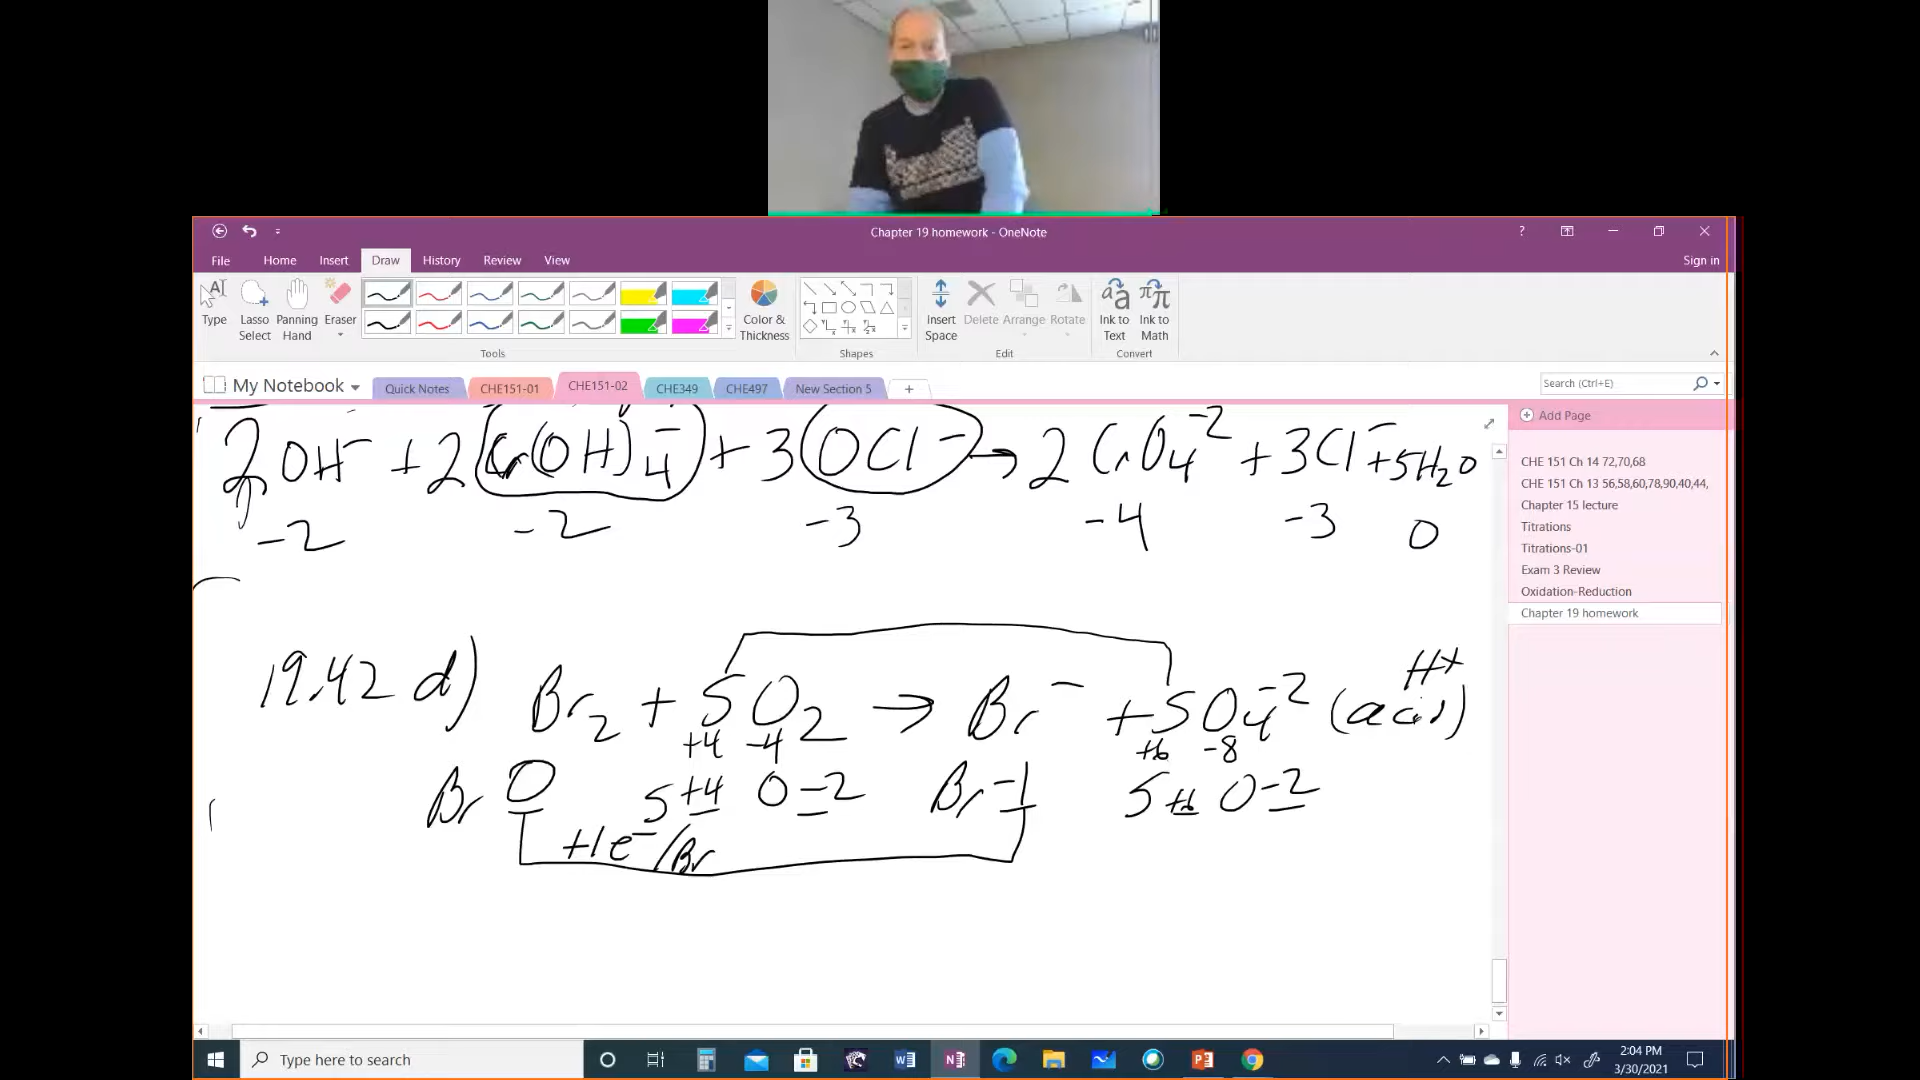 Chapter 19 homework - OneNote
?
File Home Insert Draw History Review View
Sign in
Type
Lasso Select
Panning Hand
Eraser
Color & Thickness
Insert Space
Delete
Arrange
Rotate
Ink to Text
Ink to Math
Tools
Shapes
Edit
Convert
My Notebook
Quick Notes CHE151-01 CHE151-02 CHE349 CHE497 New Section 5 +
Search (Ctrl+E)
Add Page
CHE 151 Ch 14 72,70,68
CHE 151 Ch 13 56,58,60,78,90,40,44,
Chapter 15 lecture
Titrations
Titrations-01
Exam 3 Review
Oxidation-Reduction
Chapter 19 homework
2OH⁻ + 2Cr(OH)₄⁻ + 3OCl⁻ → 2CrO₄⁻² + 3Cl⁻ + 5H₂O
-2 -2 -3 -4 -3 0
H+
19.42 d) Br₂ + SO₂ → Br⁻ + SO₄⁻² (acid)
+4 -4 +6 -8
Br 0 S +4 O -2 Br -1 S +6 O -2
+1e⁻/Br
Type here to search
2:04 PM
3/30/2021